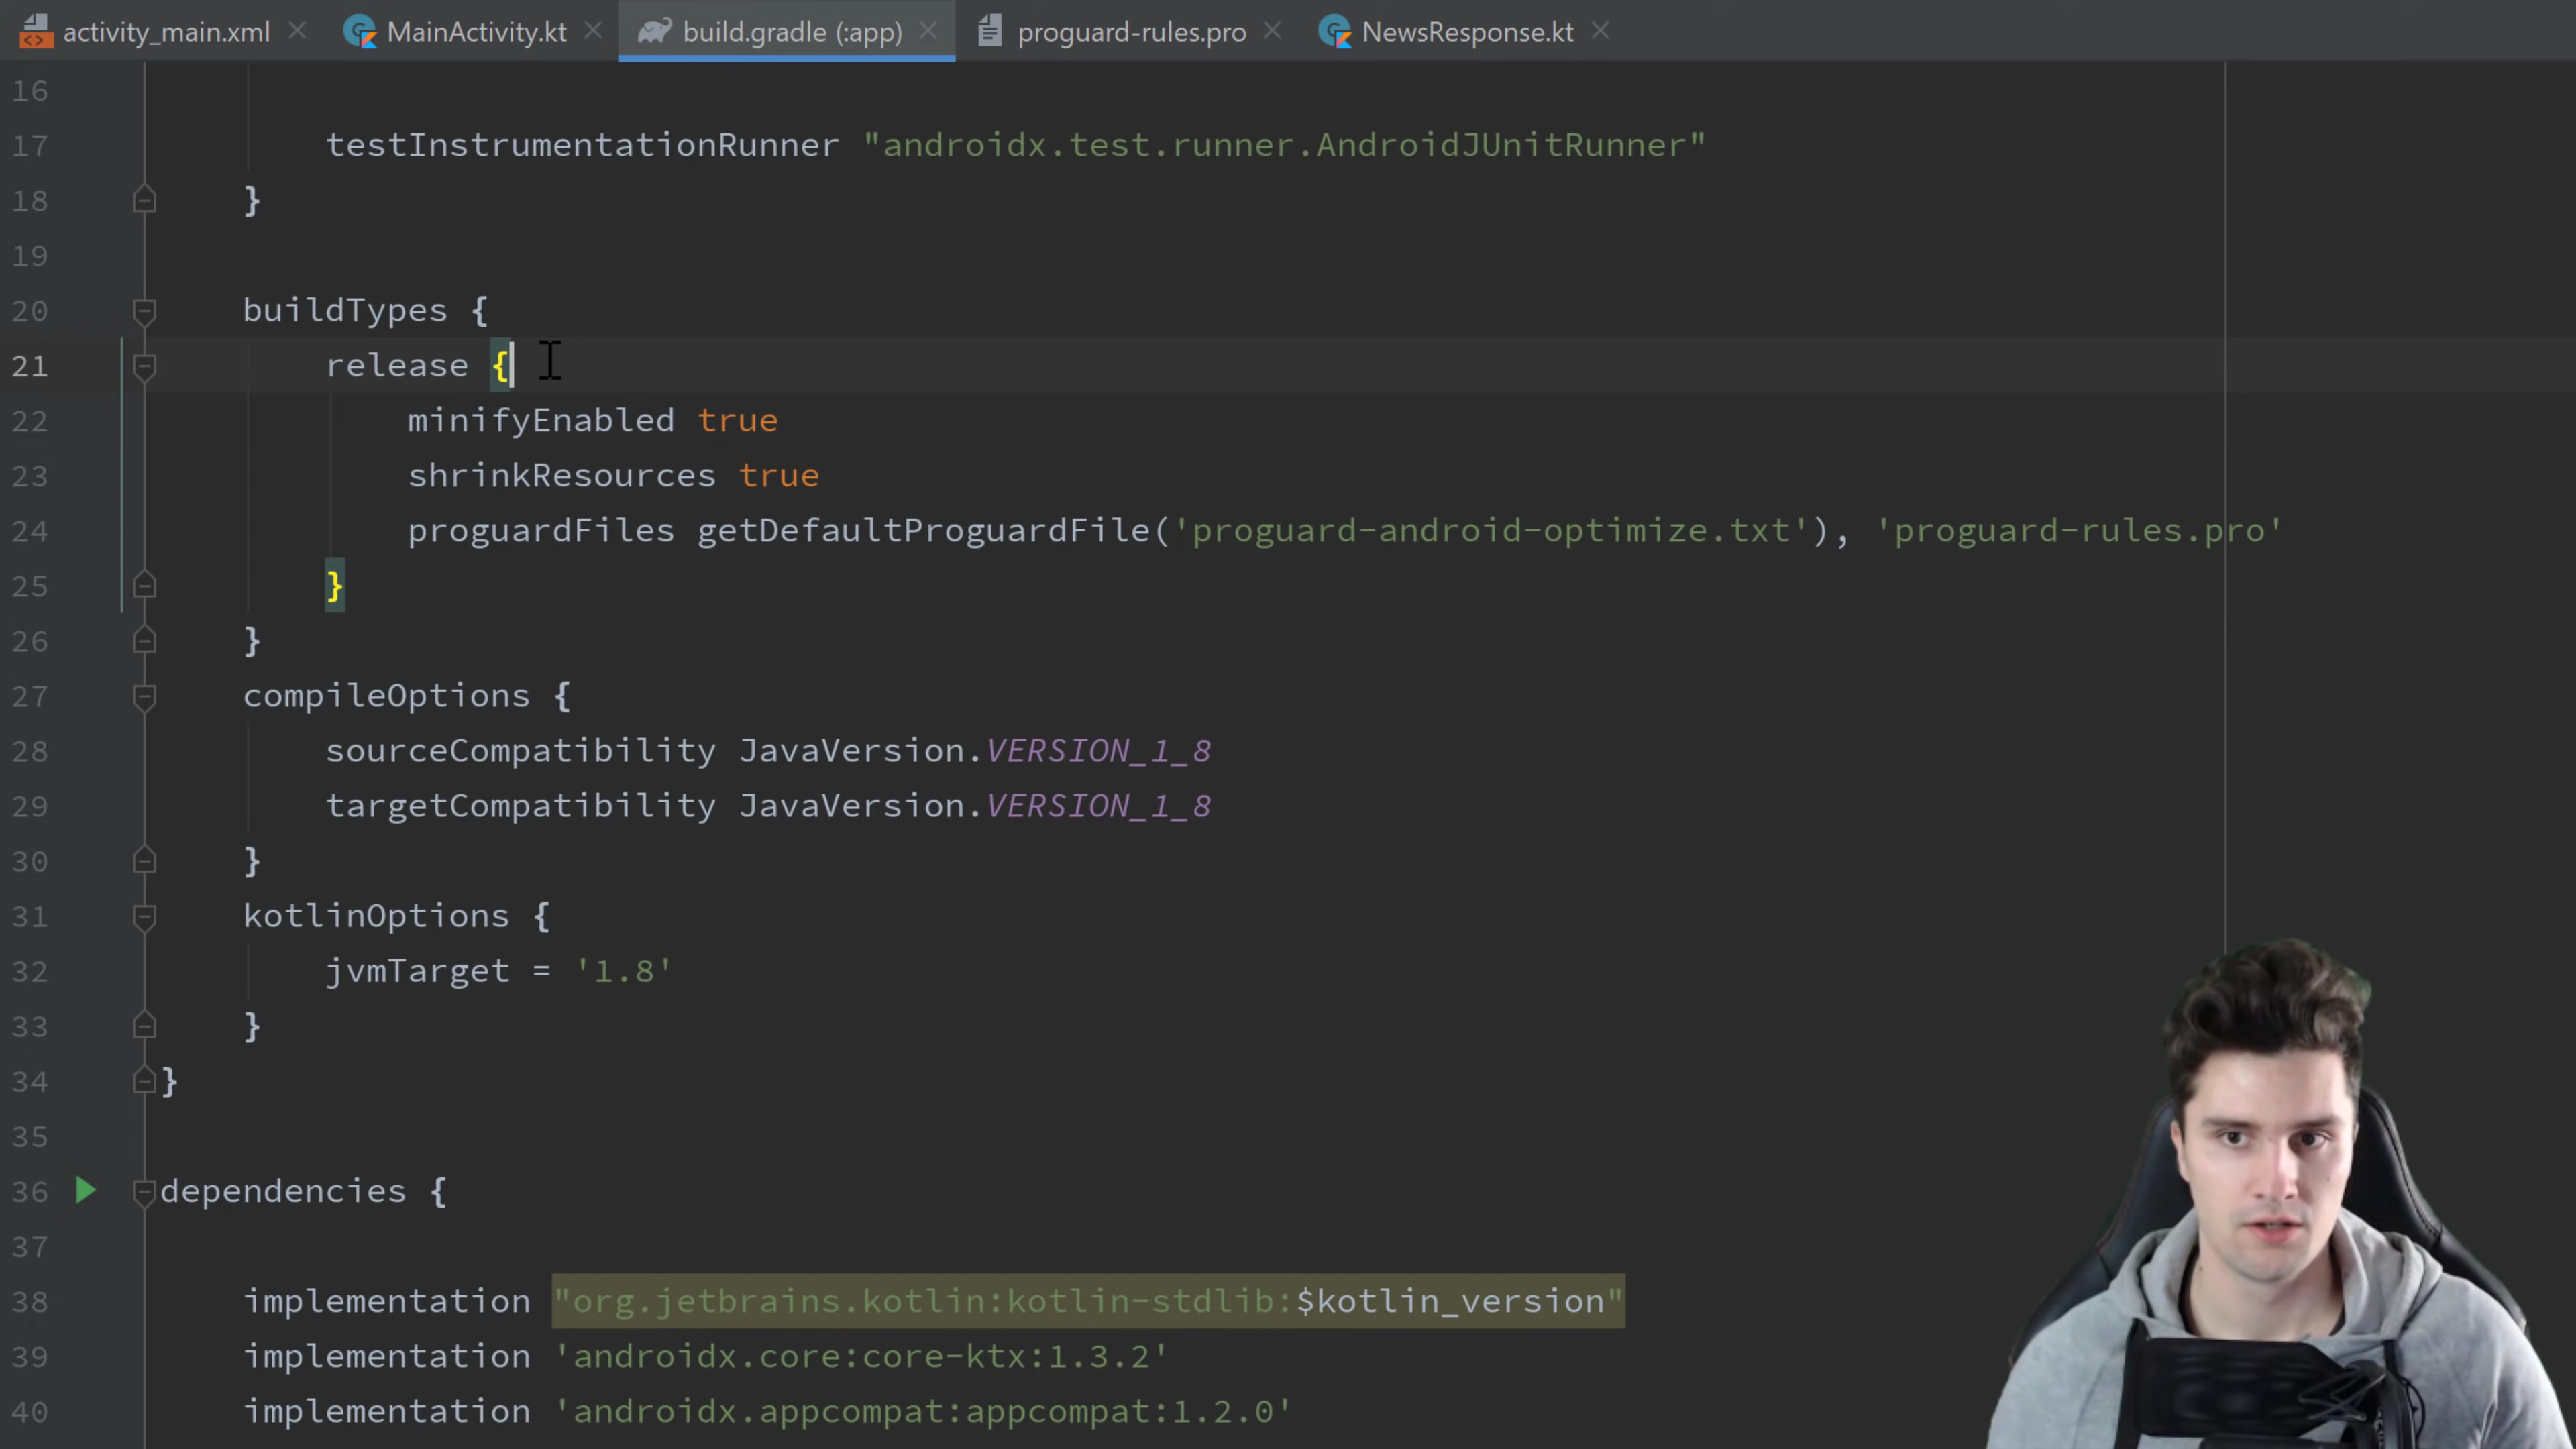 activity_main.xml MainActivity.kt build.gradle (:app) proguard-rules.pro NewsResponse.kt
16
17 testInstrumentationRunner "androidx.test.runner.AndroidJUnitRunner"
18 }
19
20 buildTypes {
21 release {
22 minifyEnabled true
23 shrinkResources true
24 proguardFiles getDefaultProguardFile('proguard-android-optimize.txt'), 'proguard-rules.pro'
25 }
26 }
27 compileOptions {
28 sourceCompatibility JavaVersion.VERSION_1_8
29 targetCompatibility JavaVersion.VERSION_1_8
30 }
31 kotlinOptions {
32 jvmTarget = '1.8'
33 }
34 }
35
36 dependencies {
37
38 implementation "org.jetbrains.kotlin:kotlin-stdlib:$kotlin_version"
39 implementation 'androidx.core:core-ktx:1.3.2'
40 implementation 'androidx.appcompat:appcompat:1.2.0'